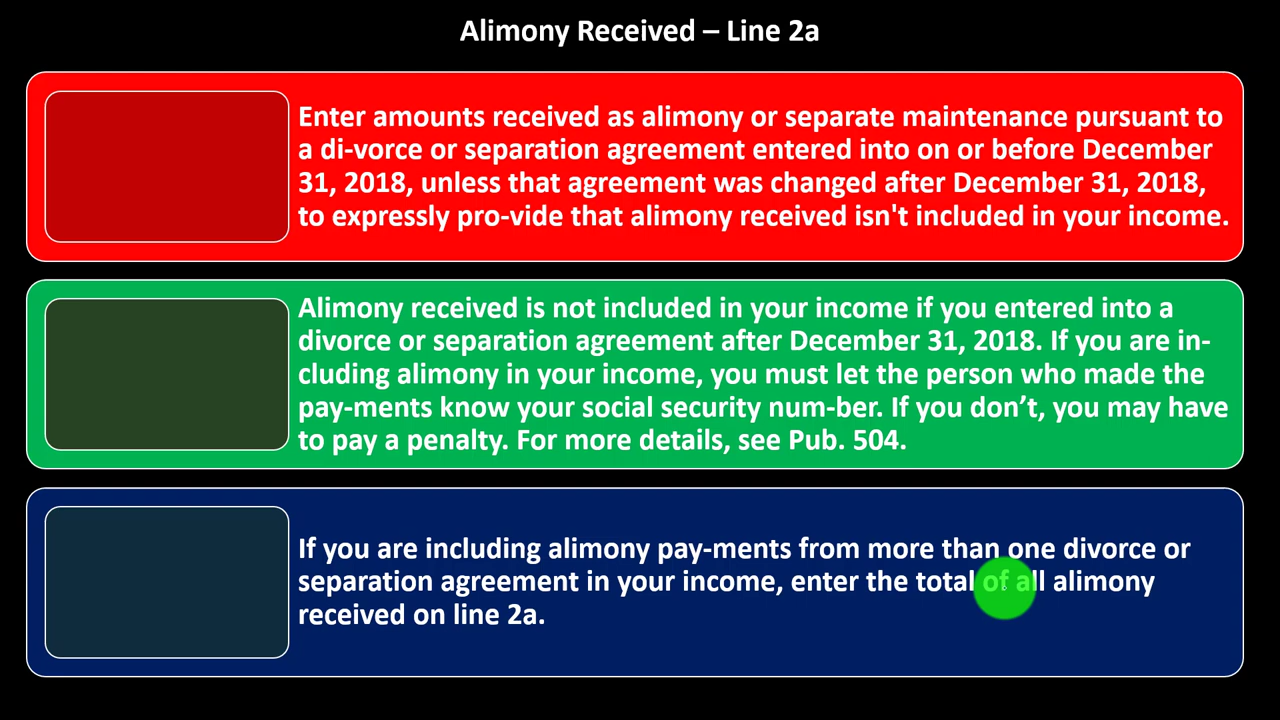 Alimony Received – Line 2a
Enter amounts received as alimony or separate maintenance pursuant to
a di-vorce or separation agreement entered into on or before December
31, 2018, unless that agreement was changed after December 31, 2018,
to expressly pro-vide that alimony received isn't included in your income.
Alimony received is not included in your income if you entered into a
divorce or separation agreement after December 31, 2018. If you are in-
cluding alimony in your income, you must let the person who made the
pay-ments know your social security num-ber. If you don’t, you may have
to pay a penalty. For more details, see Pub. 504.
If you are including alimony pay-ments from more than one divorce or
separation agreement in your income, enter the total of all alimony
received on line 2a.